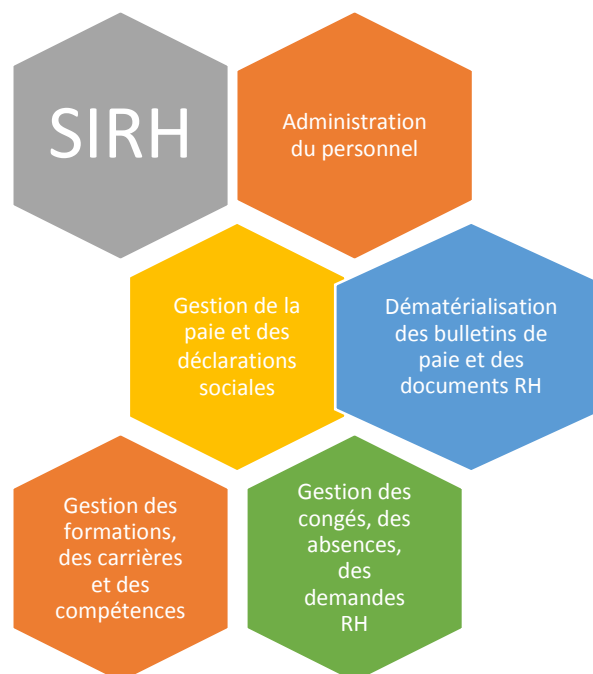 SIRH
Administration
du personnel
Gestion de la
paie et des
déclarations
sociales
Dématérialisation
des bulletins de
paie et des
documents RH
Gestion des
formations,
des carrières
et des
compétences
Gestion des
congés, des
absences,
des
demandes
RH